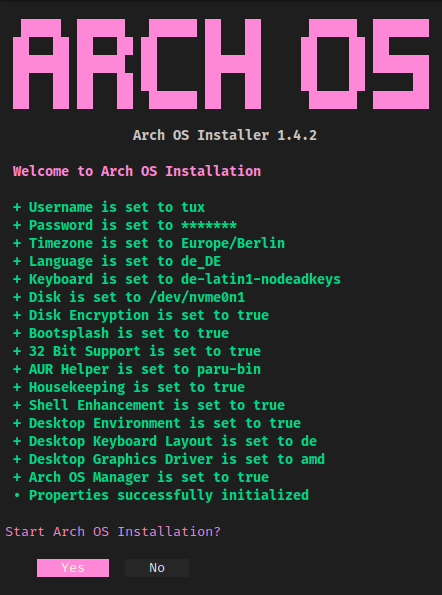 ARCH OS
Arch OS Installer 1.4.2
Welcome to Arch OS Installation
+ Username is set to tux
+ Password is set to *******
+ Timezone is set to Europe/Berlin
+ Language is set to de_DE
+ Keyboard is set to de-latin1-nodeadkeys
+ Disk is set to /dev/nvme0n1
+ Disk Encryption is set to true
+ Bootsplash is set to true
+ 32 Bit Support is set to true
+ AUR Helper is set to paru-bin
+ Housekeeping is set to true
+ Shell Enhancement is set to true
+ Desktop Environment is set to true
+ Desktop Keyboard Layout is set to de
+ Desktop Graphics Driver is set to amd
+ Arch OS Manager is set to true
• Properties successfully initialized
Start Arch OS Installation?
Yes No